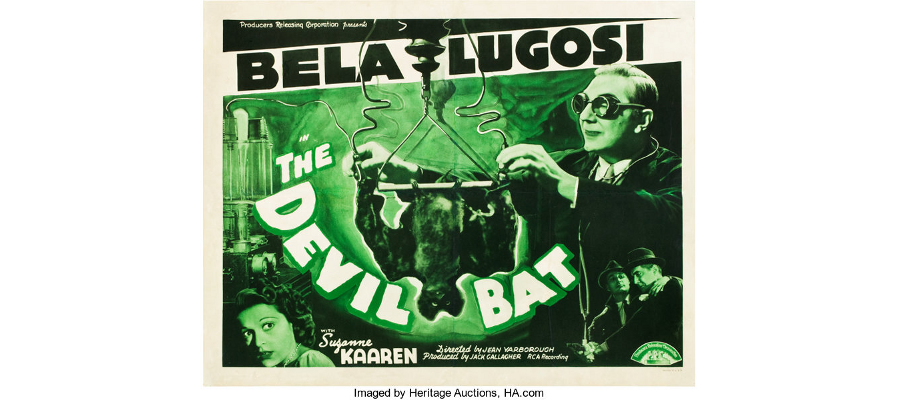 Producers Releasing Corporation presents
BELA LUGOSI
IN
THE
DEVIL BAT
WITH
Suzanne
KAAREN
Directed by JEAN YARBOROUGH
Produced by JACK GALLAGHER RCA Recording
Imaged by Heritage Auctions, HA.com